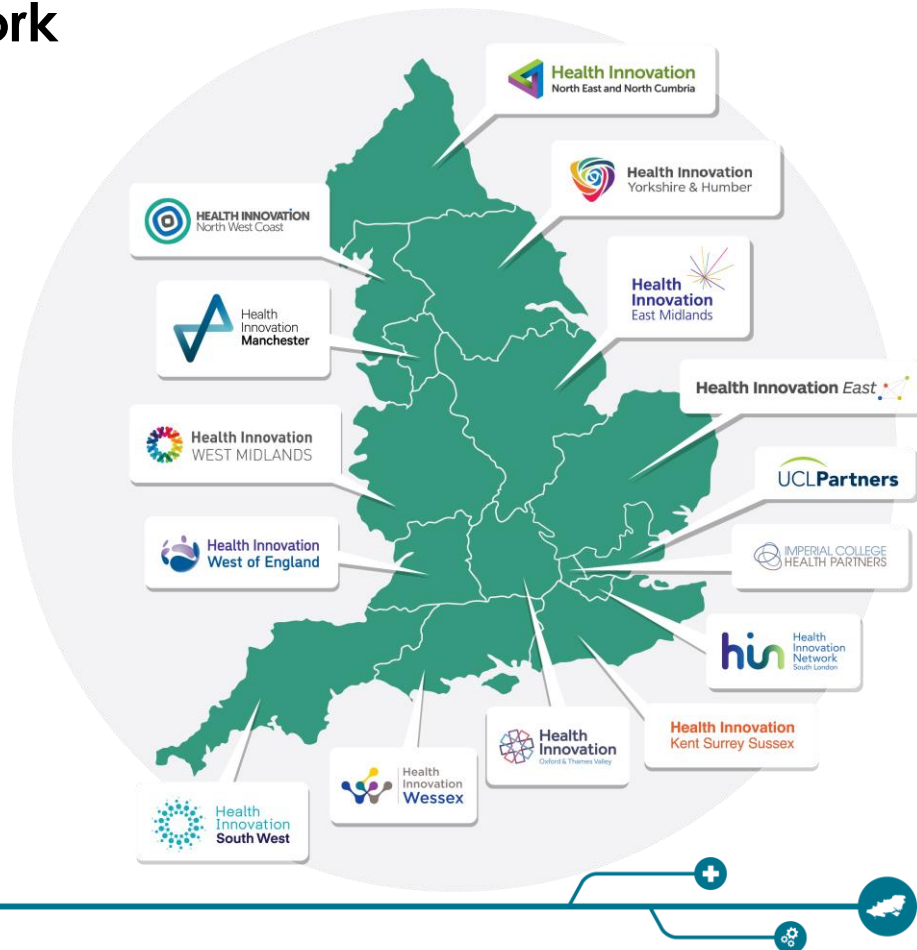 ork
Health Innovation
North East and North Cumbria
Health Innovation
Yorkshire & Humber
HEALTH INNOVATION
North West Coast
Health
Innovation
East Midlands
Health
Innovation
Manchester
Health Innovation East
Health Innovation
WEST MIDLANDS
UCLPartners
Health Innovation
West of England
IMPERIAL COLLEGE
HEALTH PARTNERS
hin
Health
Innovation
Network
South London
Health Innovation
Kent Surrey Sussex
Health
Innovation
Oxford & Thames Valley
Health
Innovation
Wessex
Health
Innovation
South West